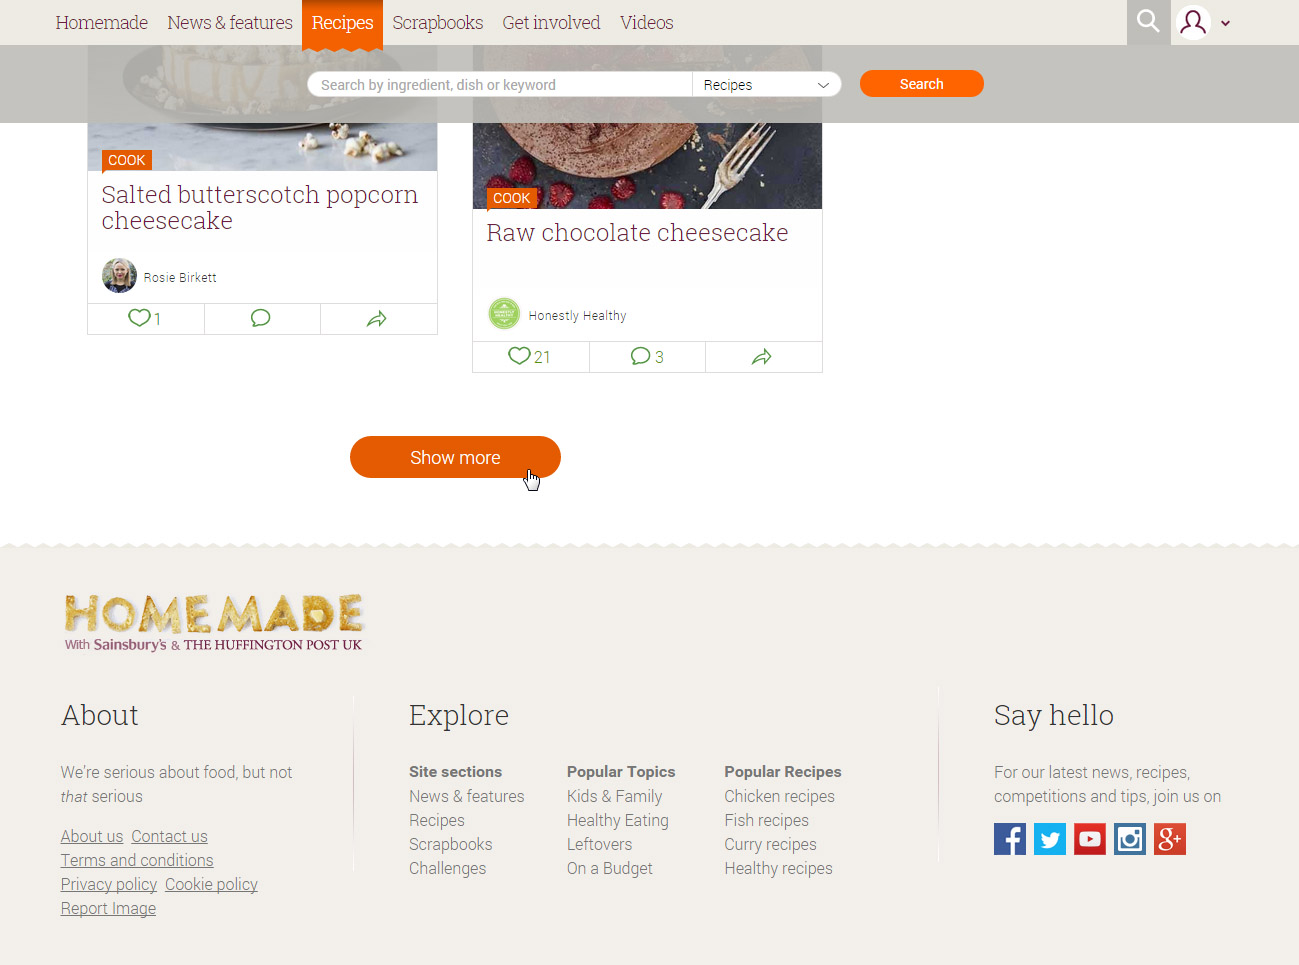 Homemade News & features Recipes Scrapbooks Get involved Videos
Search by ingredient, dish or keyword Recipes Search
COOK
Salted butterscotch popcorn
cheesecake
Rosie Birkett
1
COOK
Raw chocolate cheesecake
HONESTLY HEALTHY
Honestly Healthy
21 3
Show more
HOMEMADE
With Sainsbury's & THE HUFFINGTON POST UK
About
We're serious about food, but not
that serious
About us Contact us
Terms and conditions
Privacy policy Cookie policy
Report Image
Explore
Site sections
News & features
Recipes
Scrapbooks
Challenges
Popular Topics
Kids & Family
Healthy Eating
Leftovers
On a Budget
Popular Recipes
Chicken recipes
Fish recipes
Curry recipes
Healthy recipes
Say hello
For our latest news, recipes,
competitions and tips, join us on
f g+